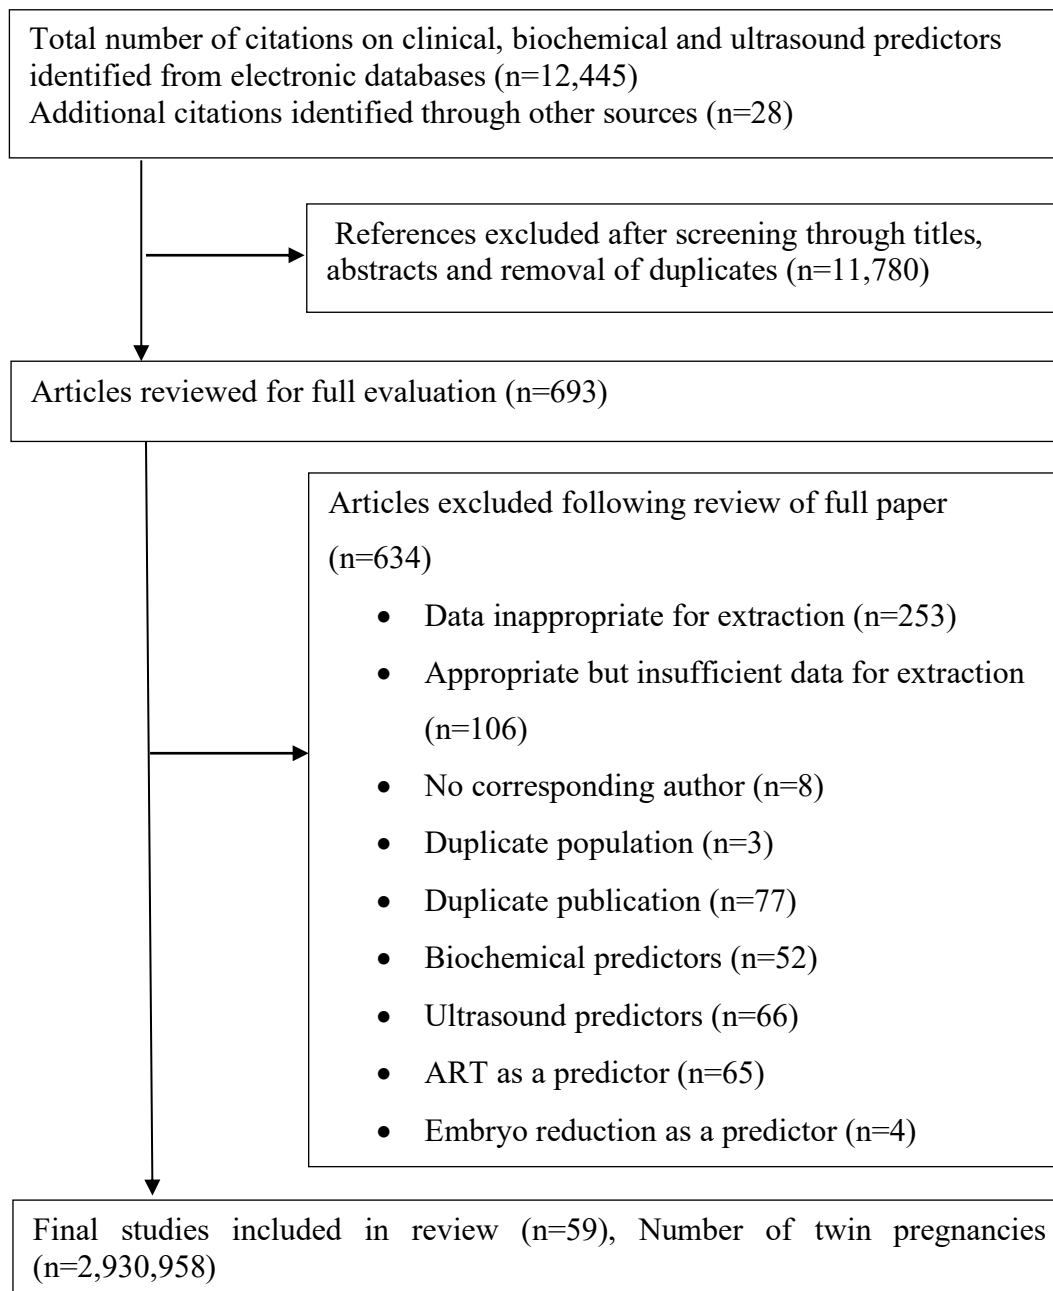 Total number of citations on clinical, biochemical and ultrasound predictors
identified from electronic databases (n=12,445)
Additional citations identified through other sources (n=28)
References excluded after screening through titles,
abstracts and removal of duplicates (n=11,780)
Articles reviewed for full evaluation (n=693)
Articles excluded following review of full paper
(n=634)
• Data inappropriate for extraction (n=253)
• Appropriate but insufficient data for extraction
(n=106)
• No corresponding author (n=8)
• Duplicate population (n=3)
• Duplicate publication (n=77)
• Biochemical predictors (n=52)
• Ultrasound predictors (n=66)
• ART as a predictor (n=65)
• Embryo reduction as a predictor (n=4)
Final studies included in review (n=59), Number of twin pregnancies
(n=2,930,958)